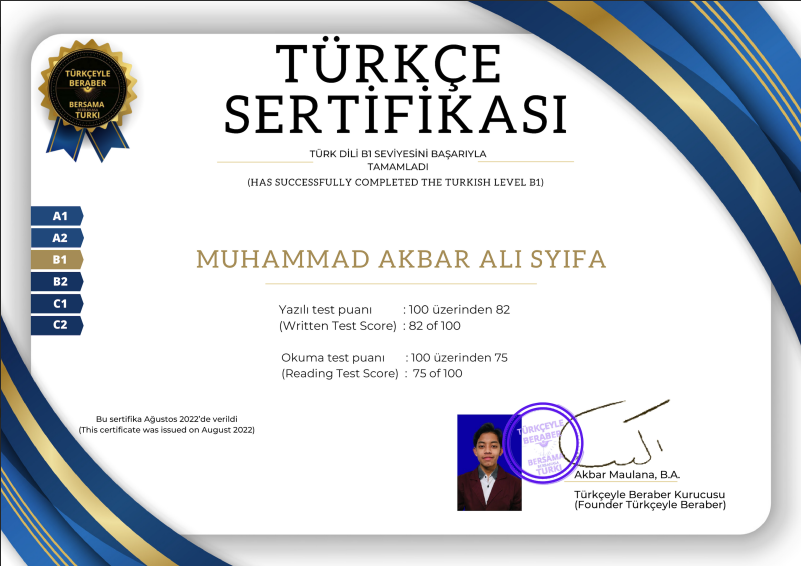 TÜRKÇEYLE
BERABER
BERSAMA
TURKI
TÜRKÇE
SERTİFİKASI
TÜRK DİLİ B1 SEVİYESİNİ BAŞARIYLA
TAMAMLADI
(HAS SUCCESSFULLY COMPLETED THE TURKISH LEVEL B1)
A1
A2
B1
B2
C1
C2
MUHAMMAD AKBAR ALI SYIFA
Yazılı test puanı : 100 üzerinden 82
(Written Test Score) : 82 of 100
Okuma test puanı : 100 üzerinden 75
(Reading Test Score) : 75 of 100
Bu sertifika Ağustos 2022'de verildi
(This certificate was issued on August 2022)
TÜRKÇEYLE
BERABER
BERSAMA
TURKI
Akbar Maulana, B.A.
Türkçeyle Beraber Kurucusu
(Founder Türkçeyle Beraber)